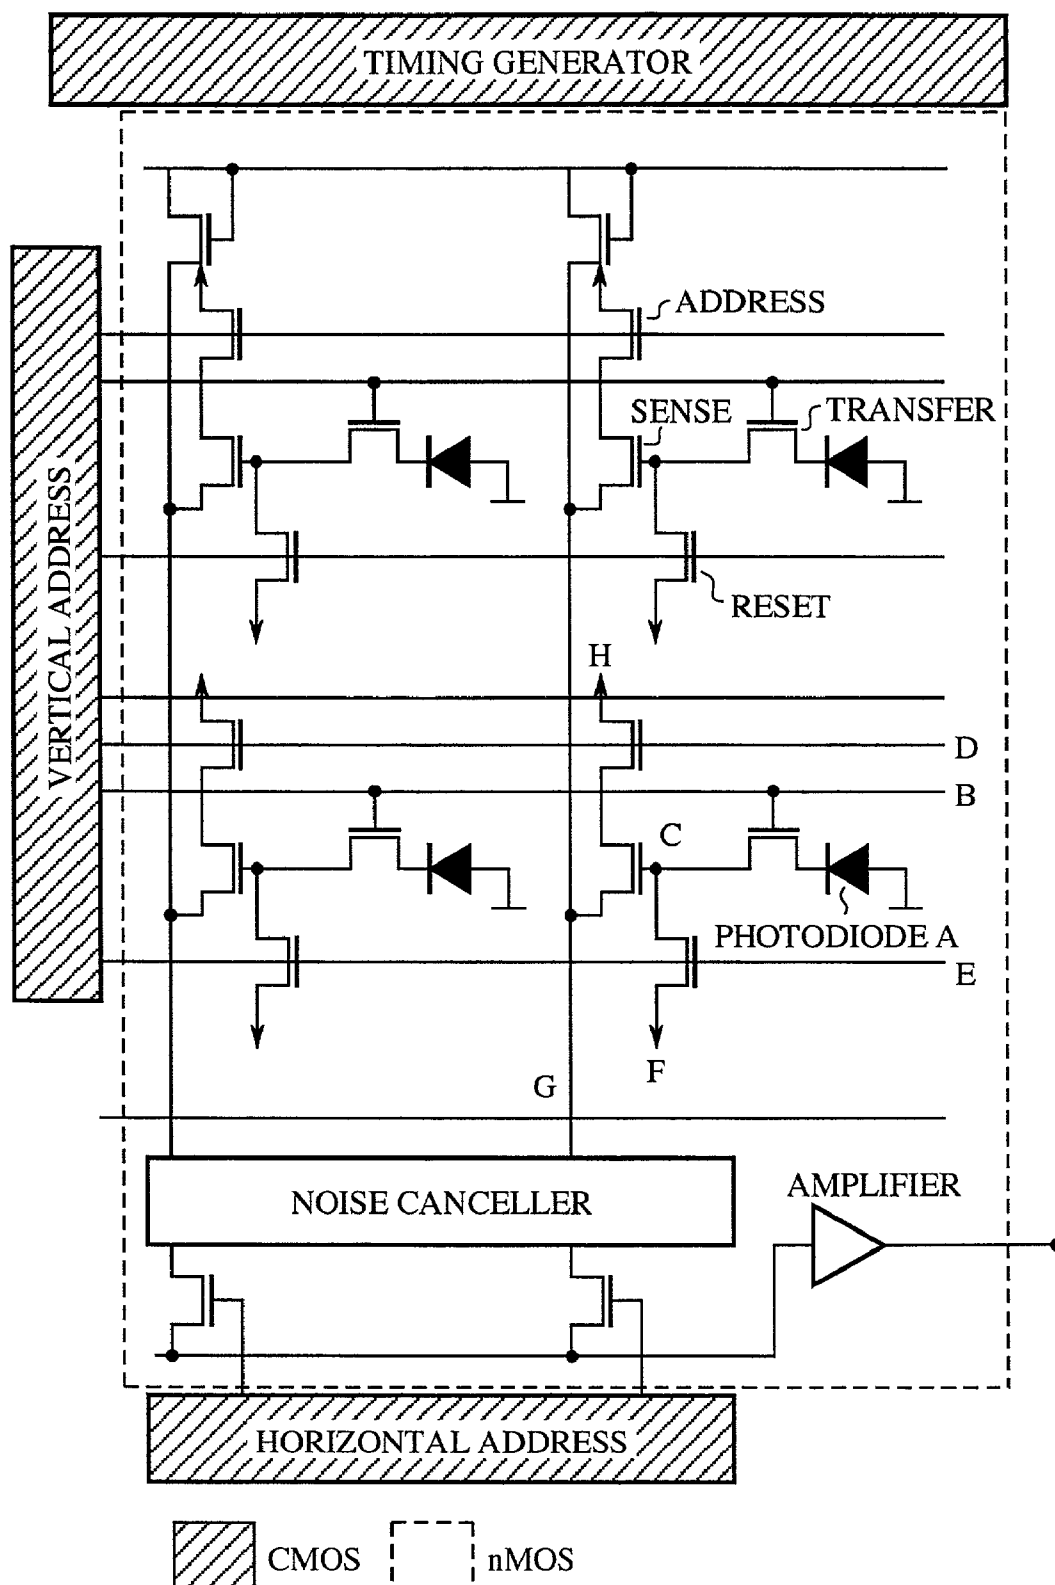 TIMING GENERATOR
ADDRESS
SENSE
TRANSFER
VERTICAL ADDRESS
RESET
H
D
B
C
PHOTODIODE A
E
F
G
NOISE CANCELLER
AMPLIFIER
HORIZONTAL ADDRESS
CMOS
nMOS